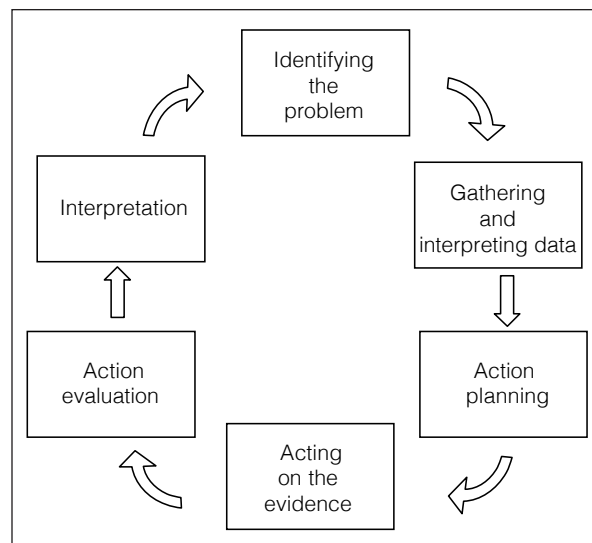 Identifying
the
problem
Gathering
and
interpreting data
Action
planning
Acting
on the
evidence
Action
evaluation
Interpretation